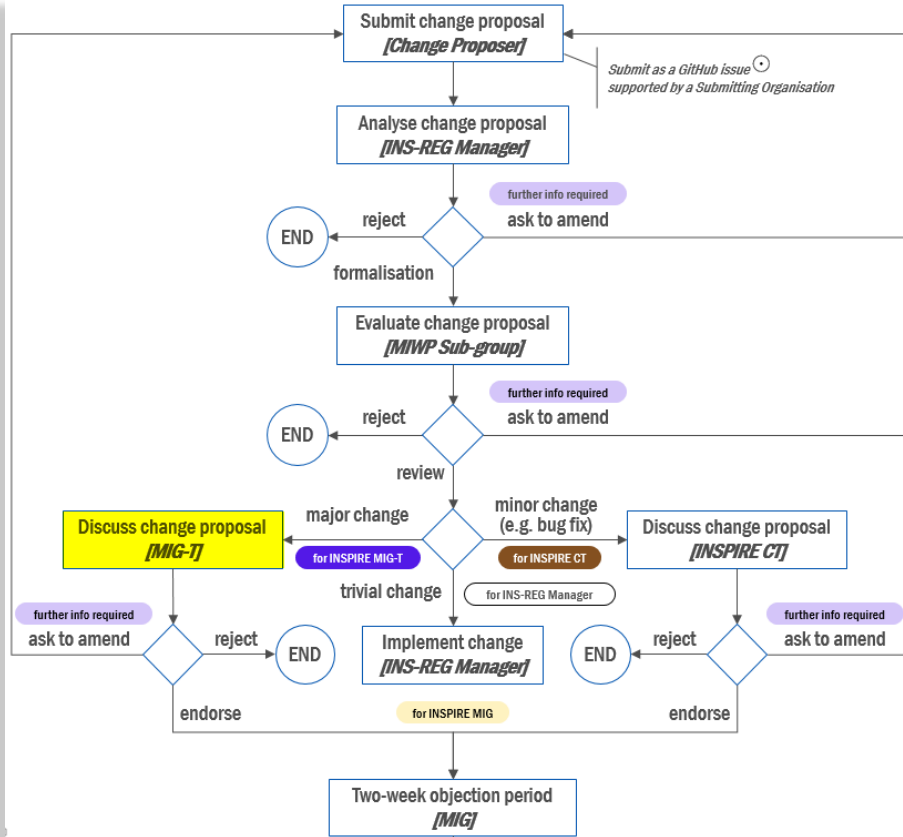 Submit change proposal
[Change Proposer]
Submit as a GitHub issue
supported by a Submitting Organisation
Analyse change proposal
[INS-REG Manager]
further info required
reject
ask to amend
END
formalisation
Evaluate change proposal
[MIWP Sub-group]
further info required
reject
ask to amend
END
review
major change
minor change
(e.g. bug fix)
Discuss change proposal
[MIG-T]
for INSPIRE MIG-T
for INSPIRE CT
Discuss change proposal
[INSPIRE CT]
trivial change
for INS-REG Manager
further info required
ask to amend
reject
END
Implement change
[INS-REG Manager]
END
reject
further info required
ask to amend
endorse
for INSPIRE MIG
endorse
Two-week objection period
[MIG]